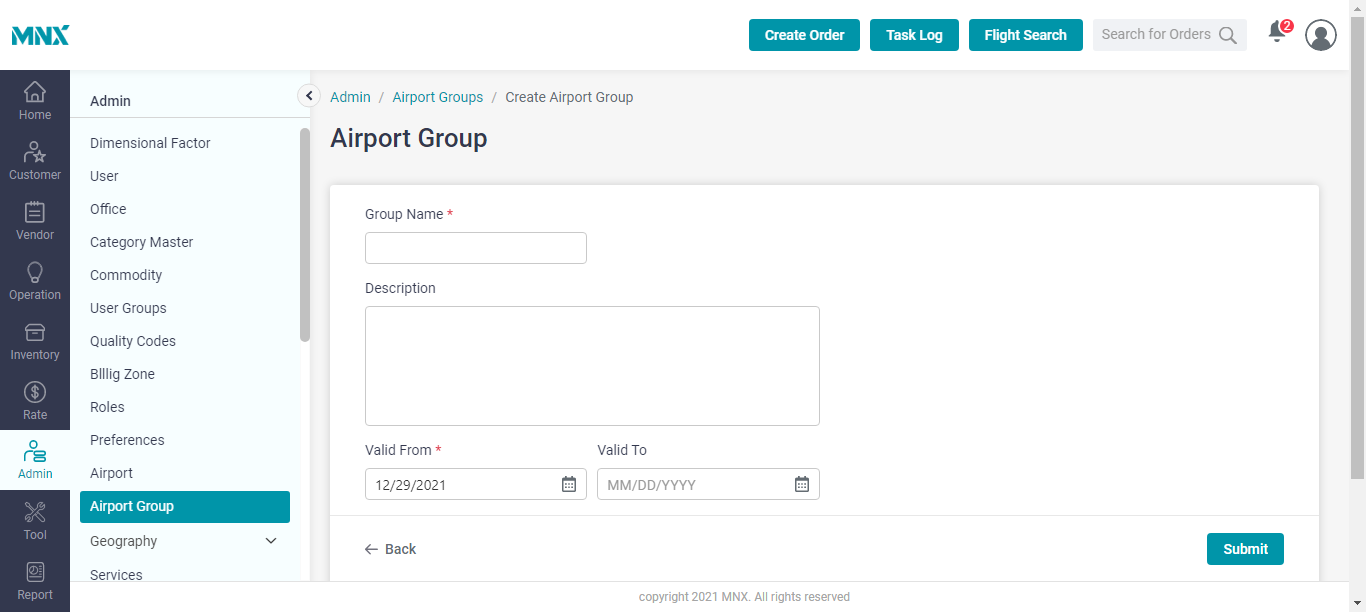 MNX
Create Order
Task Log
Flight Search
Search for Orders
2
Home
Customer
Vendor
Operation
Inventory
Rate
Admin
Tool
Report
Admin
Dimensional Factor
User
Office
Category Master
Commodity
User Groups
Quality Codes
Blllig Zone
Roles
Preferences
Airport
Airport Group
Geography
Services
Admin / Airport Groups / Create Airport Group
Airport Group
Group Name *
Description
Valid From * Valid To
12/29/2021 MM/DD/YYYY
Back
Submit
copyright 2021 MNX. All rights reserved